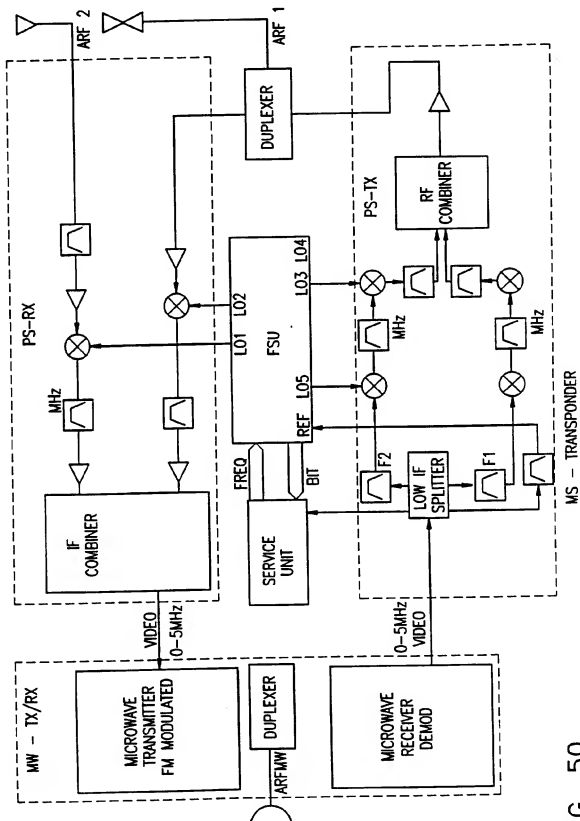 MW - TX/RX
MICROWAVE
TRANSMITTER
FM MODULATED
DUPLEXER
ARFMW
MICROWAVE
RECEIVER
DEMOD
VIDEO
0-5MHz
0-5MHz
VIDEO
PS-RX
IF
COMBINER
MHz
ARF 2
ARF 1
DUPLEXER
SERVICE
UNIT
FREQ
BIT
FSU
LO1
LO2
LO5
LO3
LO4
REF
PS-TX
LOW IF
SPLITTER
F2
F1
MHz
MHz
RF
COMBINER
MS - TRANSPONDER
G. 50